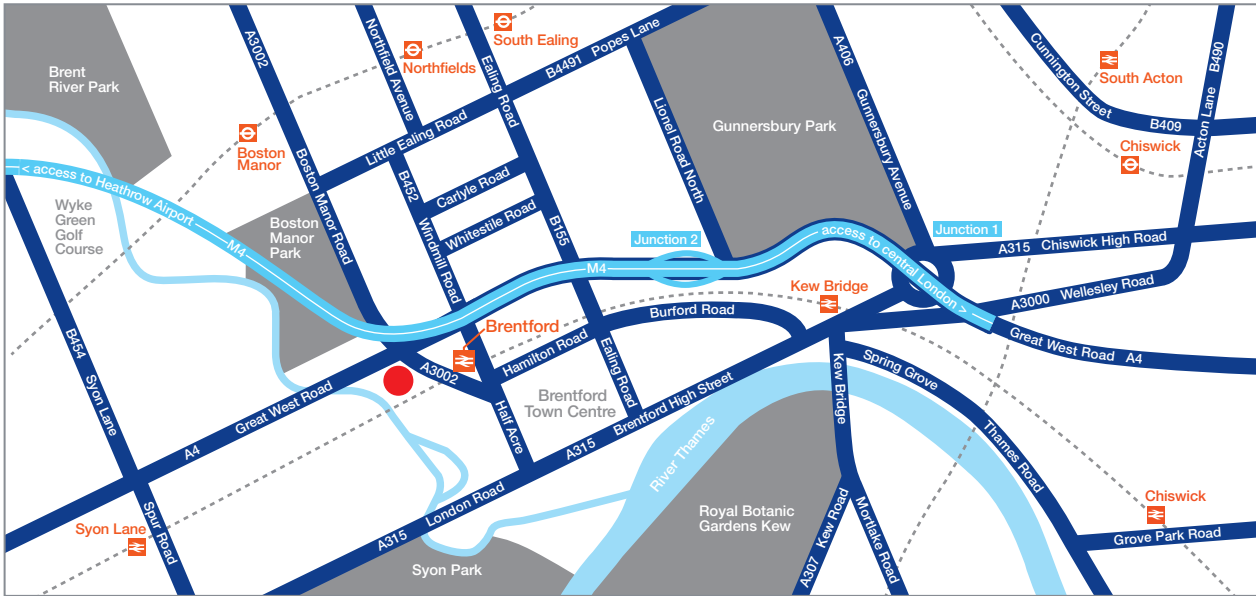 A3002
Northfield Avenue
South Ealing
Northfields
Ealing Road
B4491 Popes Lane
A406
Cunnington Street
South Acton
B490
Brent
River Park
Boston
Manor
Little Ealing Road
Lionel Road North
Gunnersbury Park
Gunnersbury Avenue
B409
Acton Lane
Chiswick
< access to Heathrow Airport
M4
Wyke
Green
Golf
Course
Boston
Manor
Park
Boston Manor Road
B452
Carlyle Road
Whitestile Road
Windmill Road
B155
Junction 2
M4
access to central London >
Junction 1
A315 Chiswick High Road
Kew Bridge
A3000 Wellesley Road
Burford Road
Great West Road A4
B454
Syon Lane
Brentford
Hamilton Road
Ealing Road
A3002
Great West Road
A4
Half Acre
Brentford
Town Centre
A315
Brentford High Street
Kew Bridge
Spring Grove
Thames Road
River Thames
Royal Botanic
Gardens Kew
A315 London Road
Syon Lane
Spur Road
Syon Park
A307 Kew Road
Mortlake Road
Chiswick
Grove Park Road